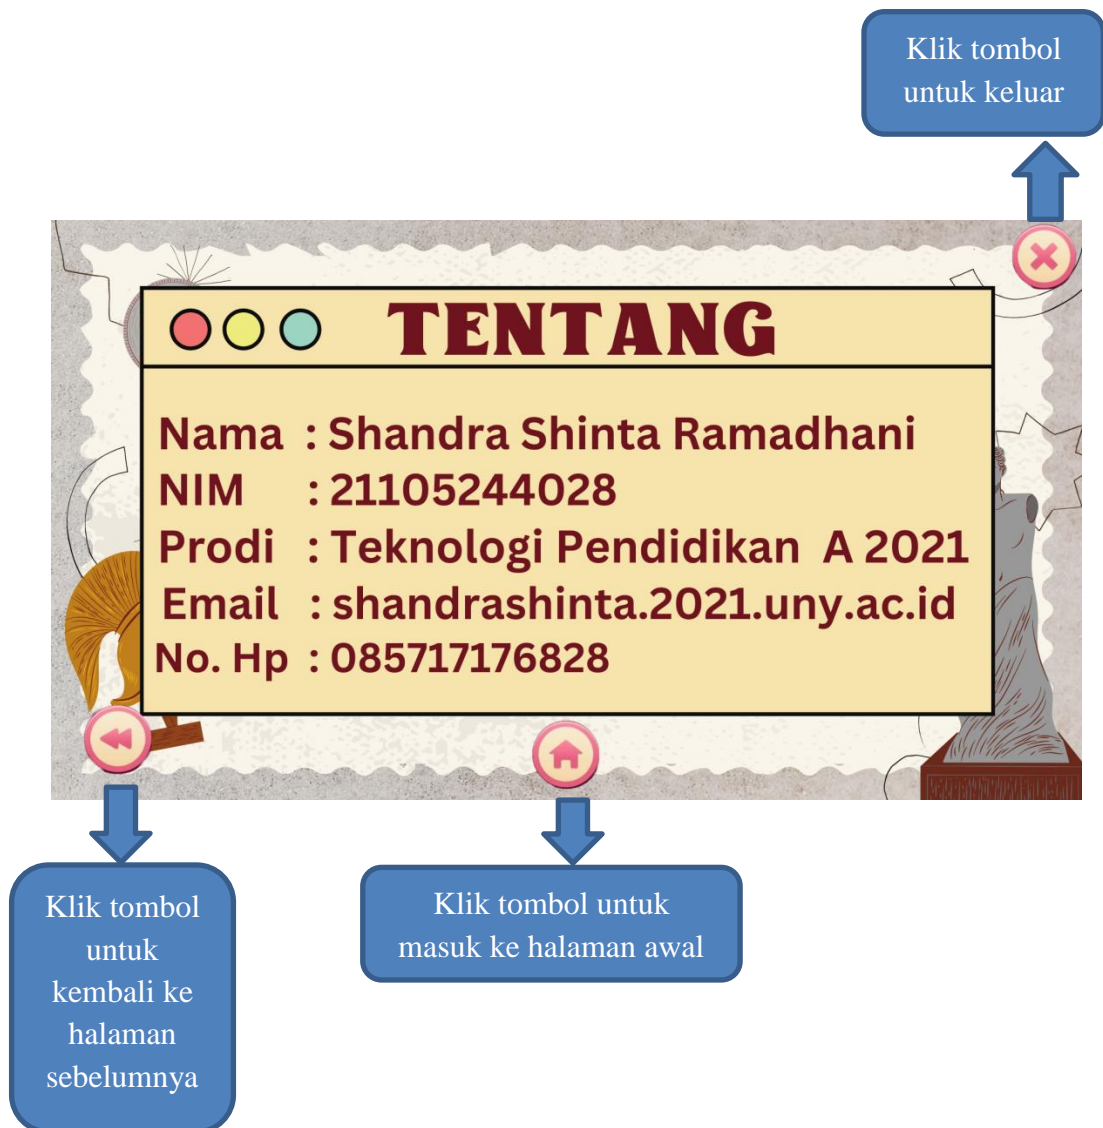 Klik tombol
untuk keluar
TENTANG
Nama : Shandra Shinta Ramadhani
NIM : 21105244028
Prodi : Teknologi Pendidikan A 2021
Email : shandrashinta.2021.uny.ac.id
No. Hp : 085717176828
Klik tombol
untuk
kembali ke
halaman
sebelumnya
Klik tombol untuk
masuk ke halaman awal